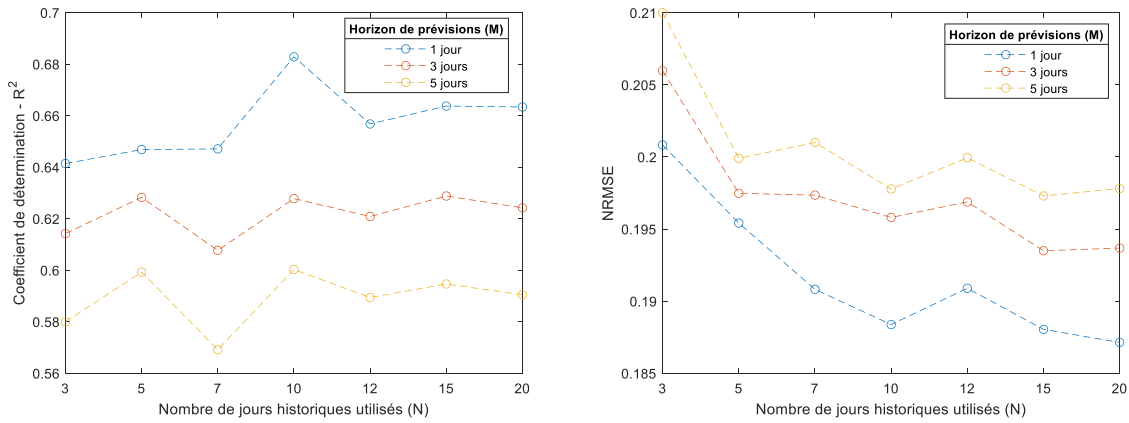 0.7
0.68
0.66
0.64
0.62
0.6
0.58
0.56
Coefficient de détermination - R²
3 5 7 10 12 15 20
Nombre de jours historiques utilisés (N)
Horizon de prévisions (M)
1 jour
3 jours
5 jours
0.21
0.205
0.2
0.195
0.19
0.185
NRMSE
3 5 7 10 12 15 20
Nombre de jours historiques utilisés (N)
Horizon de prévisions (M)
1 jour
3 jours
5 jours